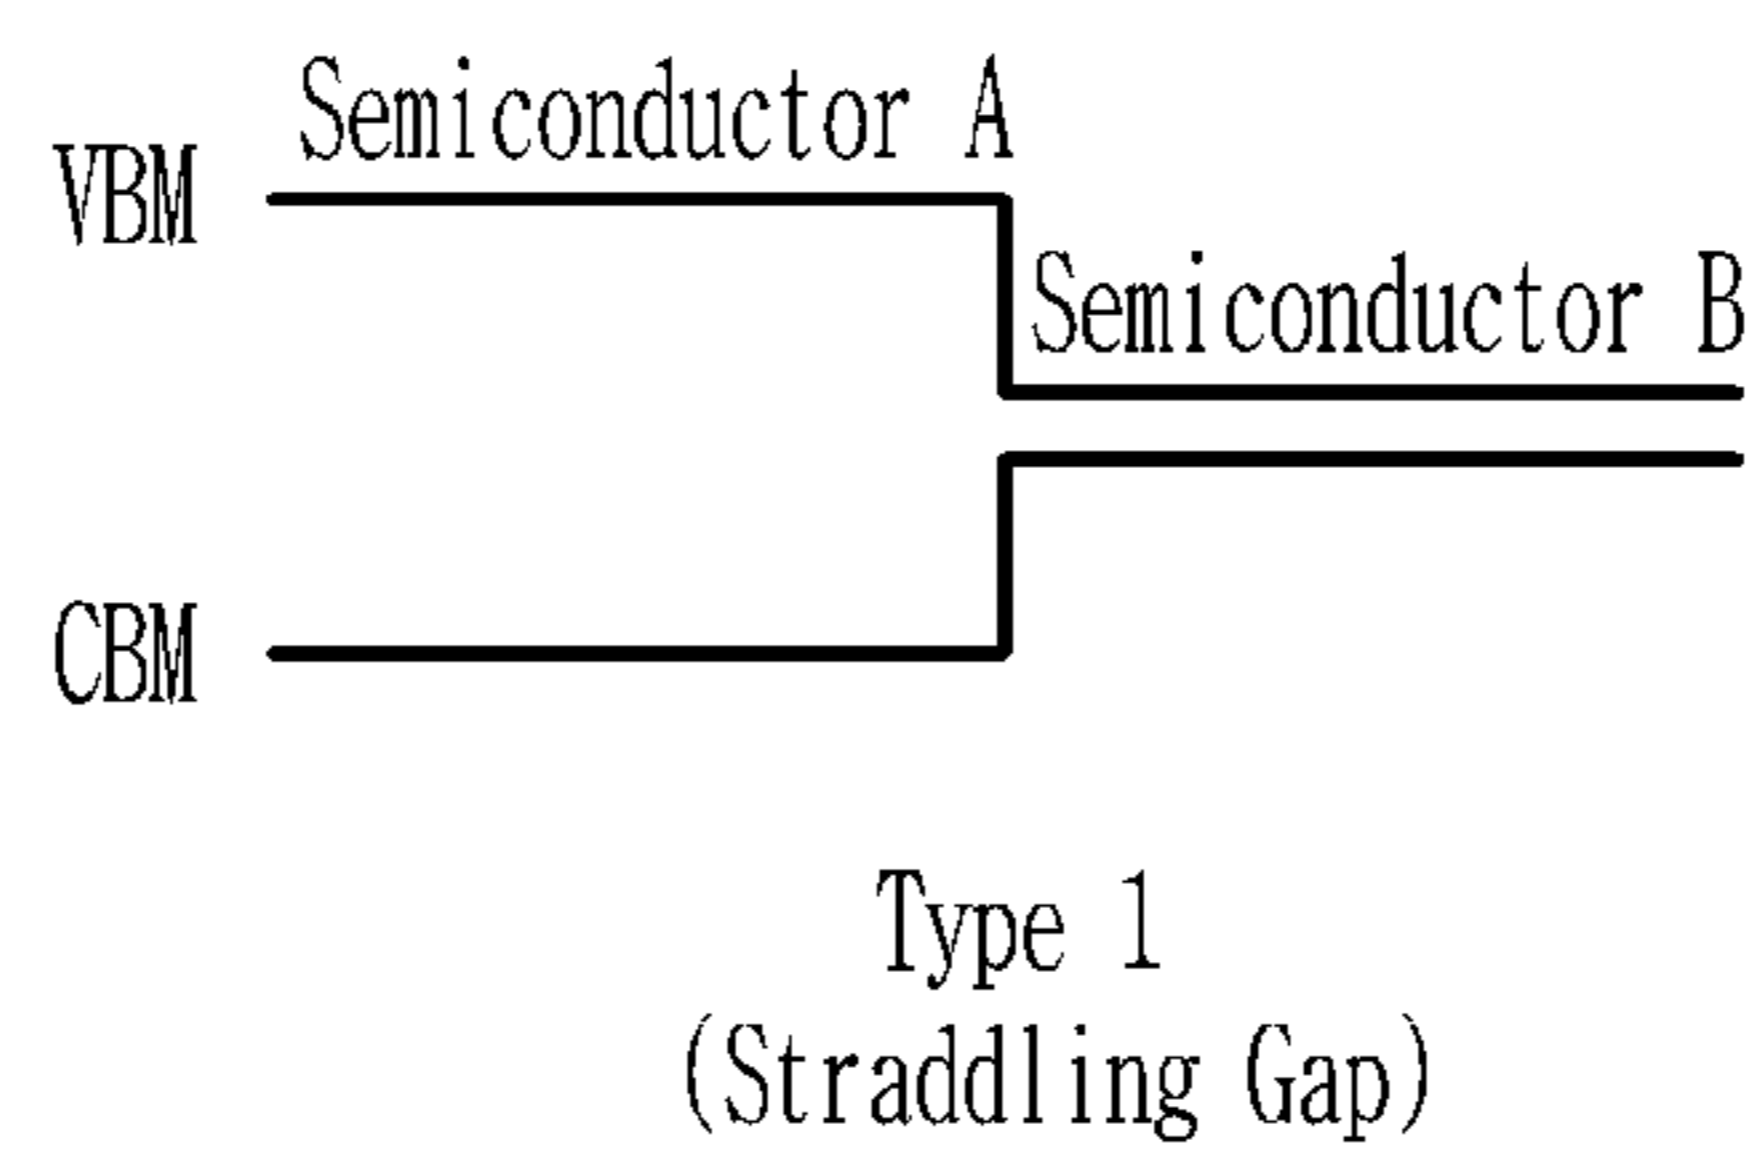 Semiconductor A
VBM
Semiconductor B
CBM
Type 1
(Straddling Gap)